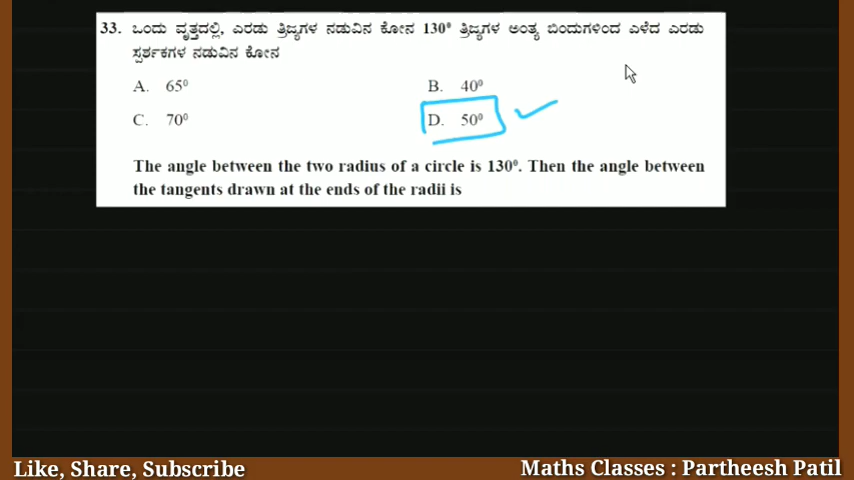 33. ಒಂದು ವೃತ್ತದಲ್ಲಿ, ಎರಡು ತ್ರಿಜ್ಯಗಳ ನಡುವಿನ ಕೋನ 130⁰ ತ್ರಿಜ್ಯಗಳ ಅಂತ್ಯ ಬಿಂದುಗಳಿಂದ ಎಳೆದ ಎರಡು
ಸ್ಪರ್ಶಕಗಳ ನಡುವಿನ ಕೋನ
A. 65⁰ B. 40⁰
C. 70⁰ D. 50⁰
The angle between the two radius of a circle is 130⁰. Then the angle between
the tangents drawn at the ends of the radii is
Like, Share, Subscribe Maths Classes : Partheesh Patil